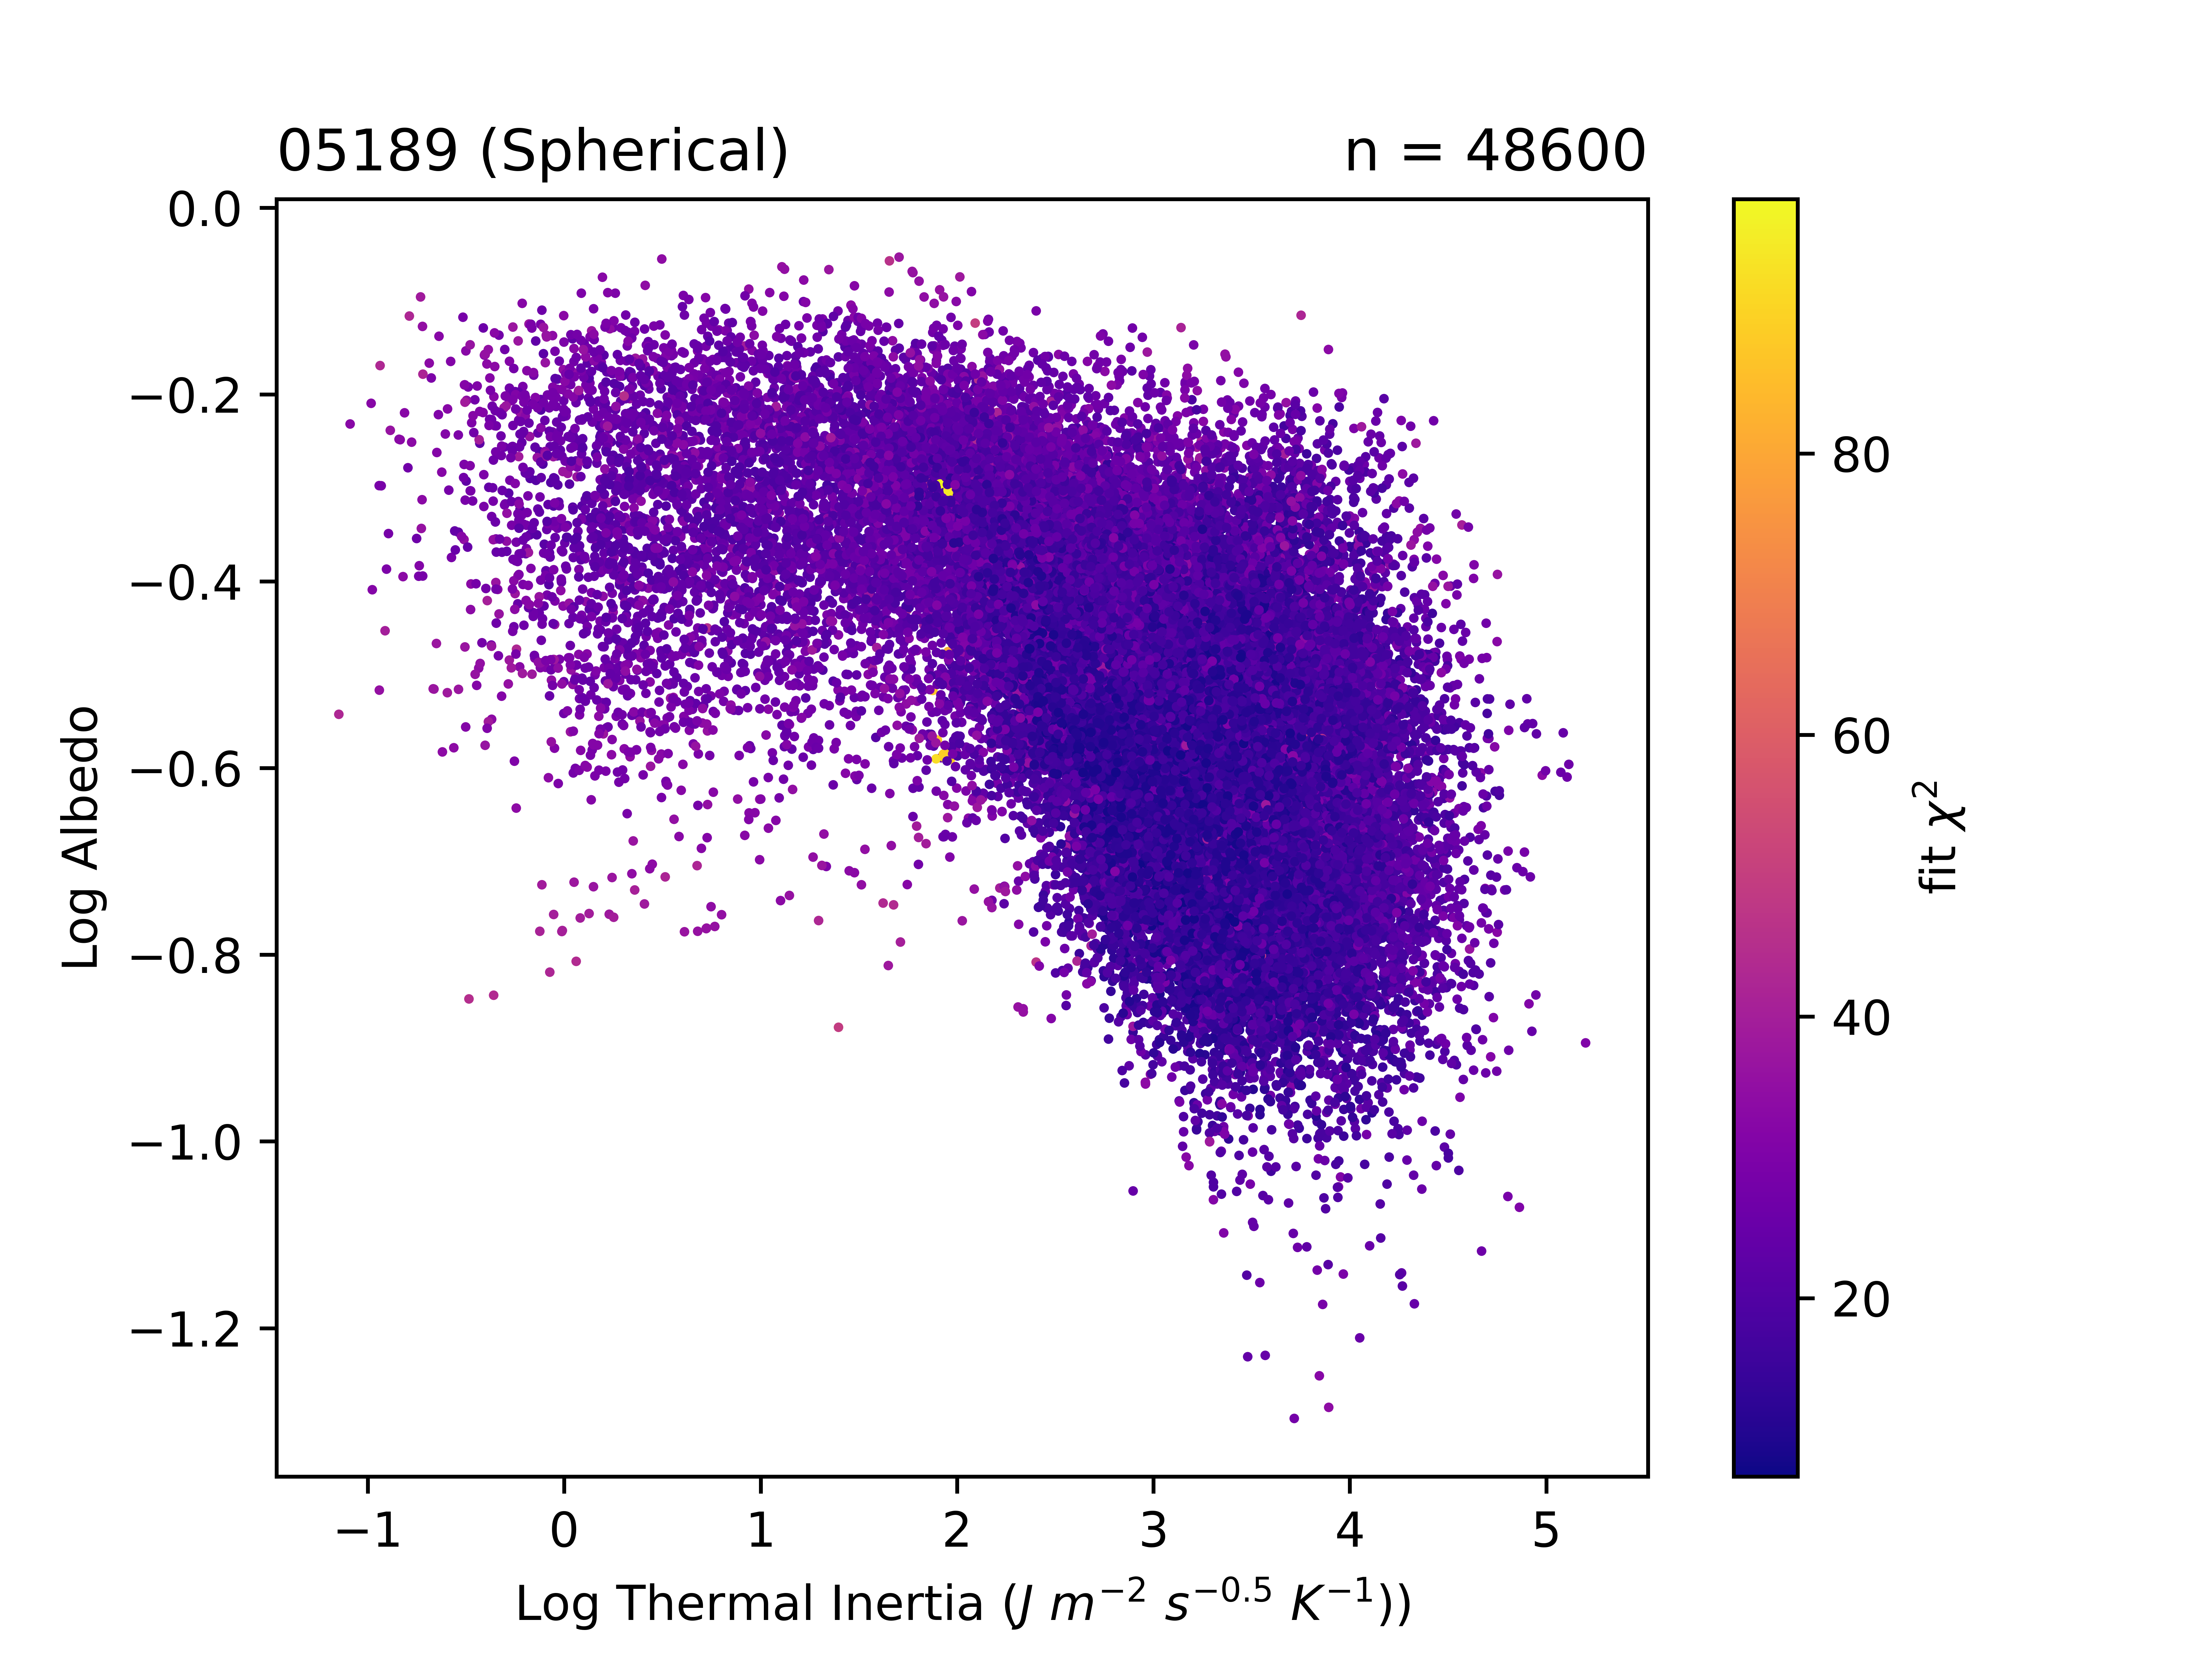 05189 (Spherical)
n = 48600
0.0
−0.2
−0.4
−0.6
−0.8
−1.0
−1.2
Log Albedo
−1 0 1 2 3 4 5
Log Thermal Inertia (J m⁻² s⁻⁰·⁵ K⁻¹))
80
60
40
20
fit χ²